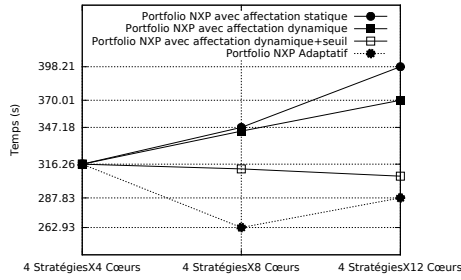 Portfolio NXP avec affectation statique
Portfolio NXP avec affectation dynamique
Portfolio NXP avec affectation dynamique+seuil
Portfolio NXP Adaptatif
Temps (s)
398.21
370.01
347.18
316.26
287.83
262.93
4 StratégiesX4 Cœurs
4 StratégiesX8 Cœurs
4 StratégiesX12 Cœurs